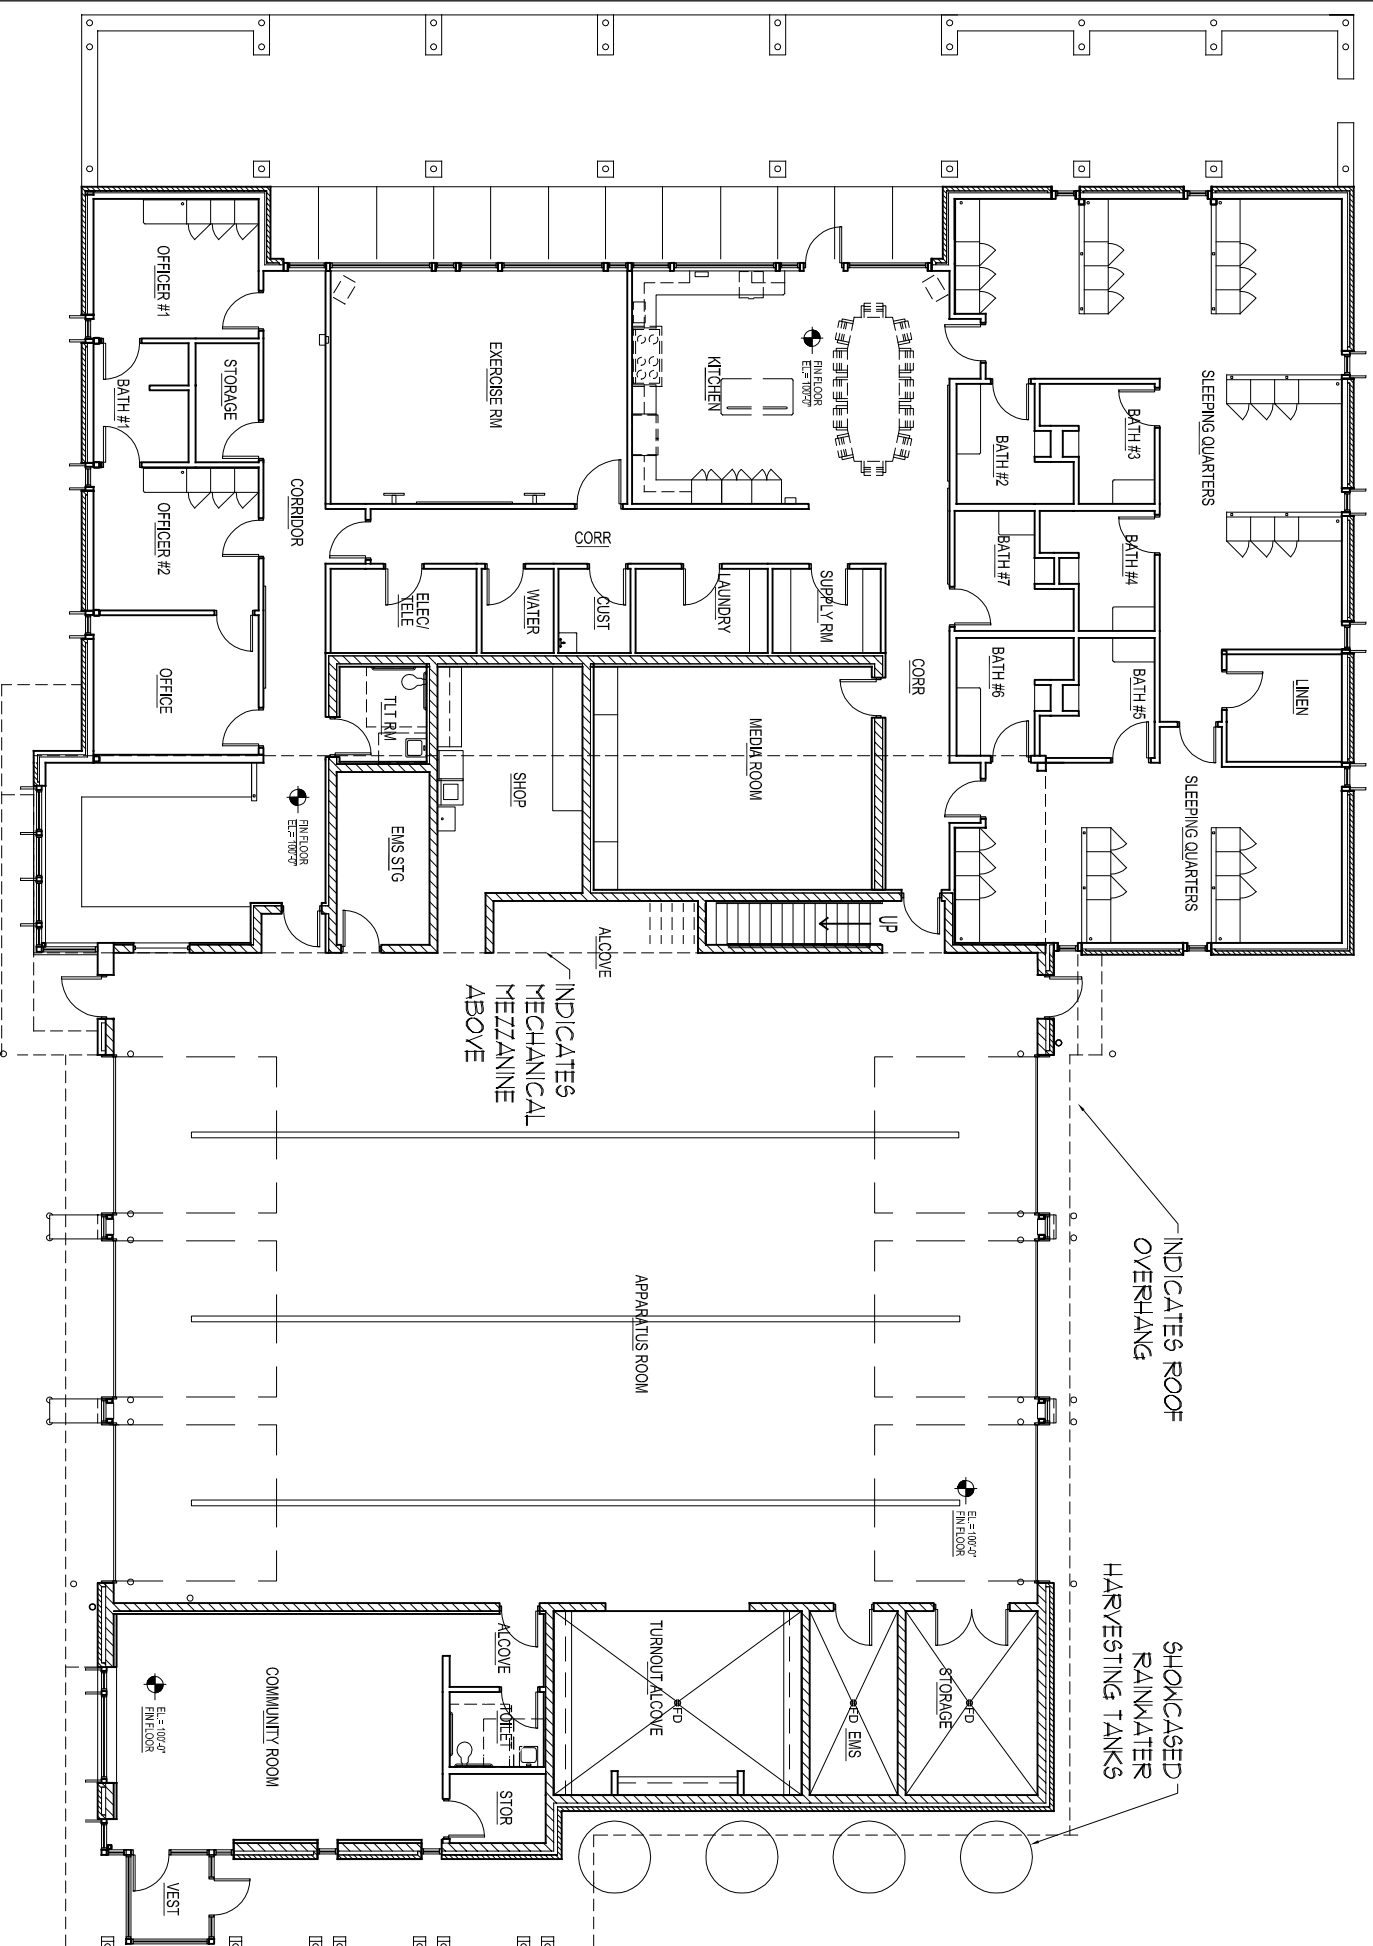 OFFICER #1
STORAGE
BATH #1
OFFICER #2
OFFICE
CORRIDOR
EXERCISE RM
KITCHEN
FIN FLOOR
EL.= 100'-0"
SLEEPING QUARTERS
BATH #2
BATH #3
BATH #7
BATH #4
BATH #6
BATH #5
LINEN
SLEEPING QUARTERS
CORR
CORR
ELEC/
TELE
WATER
CUST
LAUNDRY
SUPPLY RM
TLT RM
EMS STG
SHOP
MEDIA ROOM
FIN FLOOR
EL.= 100'-0"
UP
ALCOVE
INDICATES
MECHANICAL
MEZZANINE
ABOVE
INDICATES ROOF
OVERHANG
APPARATUS ROOM
EL.= 100'-0"
FIN FLOOR
SHOWCASED
RAINWATER
HARVESTING TANKS
ALCOVE
TURNOUT ALCOVE
FD
EMS
FD
STORAGE
FD
COMMUNITY ROOM
EL.= 100'-0"
FIN FLOOR
TOILET
STOR
VEST